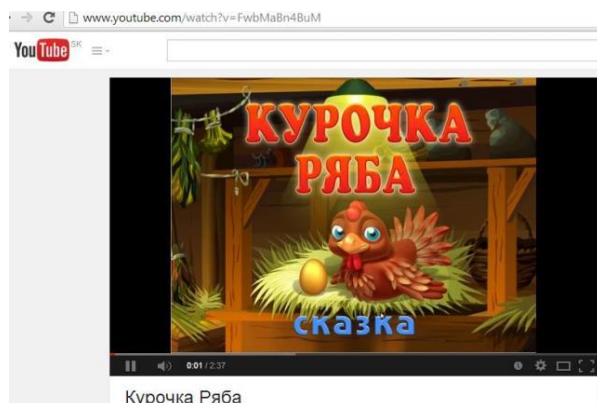 www.youtube.com/watch?v=FwbMaBn4BuM
YouTube SK
КУРОЧКА
РЯБА
сказка
0:01 / 2:37
Курочка Ряба